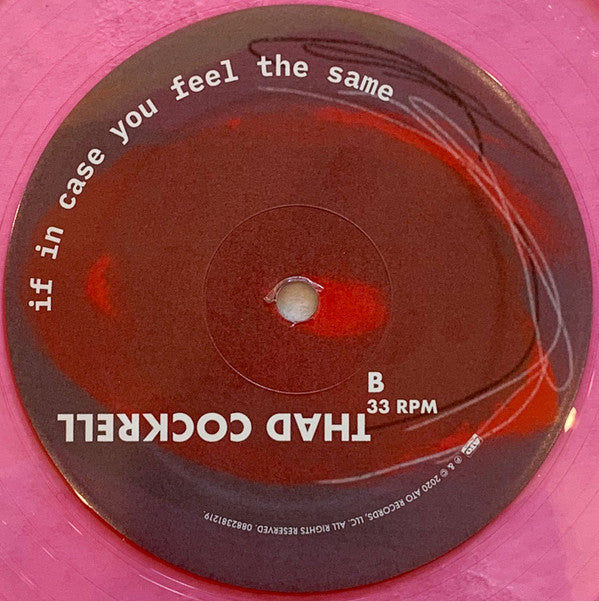 if in case you feel the same
B
33 RPM
THAD COCKRELL
ATO ℗ & © 2020 ATO RECORDS, LLC. ALL RIGHTS RESERVED. 0882381219.